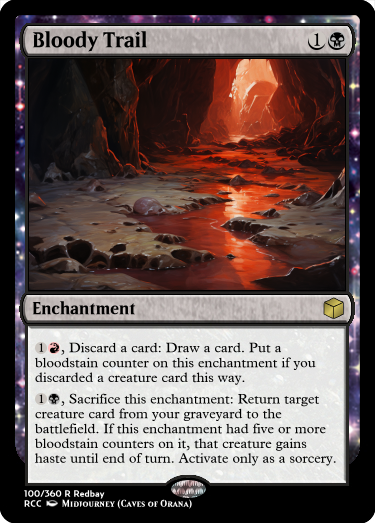 Bloody Trail 1
Enchantment
1, Discard a card: Draw a card. Put a
bloodstain counter on this enchantment if you
discarded a creature card this way.
1, Sacrifice this enchantment: Return target
creature card from your graveyard to the
battlefield. If this enchantment had five or more
bloodstain counters on it, that creature gains
haste until end of turn. Activate only as a sorcery.
100/360 R Redbay
RCC Midjourney (Caves of Orana)